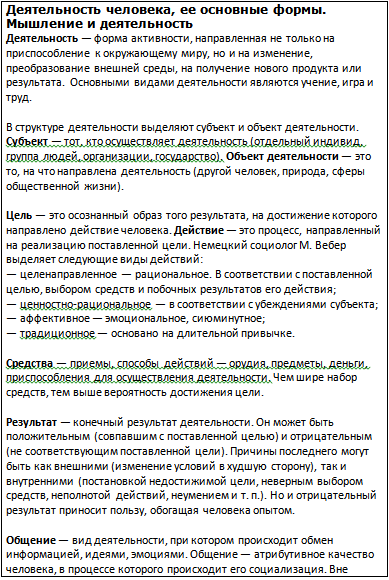 Деятельность человека, ее основные формы.
Мышление и деятельность
Деятельность — форма активности, направленная не только на
приспособление к окружающему миру, но и на изменение,
преобразование внешней среды, на получение нового продукта или
результата. Основными видами деятельности являются учение, игра и
труд.
В структуре деятельности выделяют субъект и объект деятельности.
Субъект — тот, кто осуществляет деятельность (отдельный индивид,
группа людей, организации, государство). Объект деятельности — это
то, на что направлена деятельность (другой человек, природа, сферы
общественной жизни).
Цель — это осознанный образ того результата, на достижение которого
направлено действие человека. Действие — это процесс, направленный
на реализацию поставленной цели. Немецкий социолог М. Вебер
выделяет следующие виды действий:
— целенаправленное — рациональное. В соответствии с поставленной
целью, выбором средств и побочных результатов его действия;
— ценностно-рациональное — в соответствии с убеждениями субъекта;
— аффективное — эмоциональное, сиюминутное;
— традиционное — основано на длительной привычке.
Средства — приемы, способы действий — орудия, предметы, деньги,
приспособления для осуществления деятельности. Чем шире набор
средств, тем выше вероятность достижения цели.
Результат — конечный результат деятельности. Он может быть
положительным (совпавшим с поставленной целью) и отрицательным
(не соответствующим поставленной цели). Причины последнего могут
быть как внешними (изменение условий в худшую сторону), так и
внутренними (постановкой недостижимой цели, неверным выбором
средств, неполнотой действий, неумением и т. п.). Но и отрицательный
результат приносит пользу, обогащая человека опытом.
Общение — вид деятельности, при котором происходит обмен
информацией, идеями, эмоциями. Общение — атрибутивное качество
человека, в процессе которого происходит его социализация. Вне